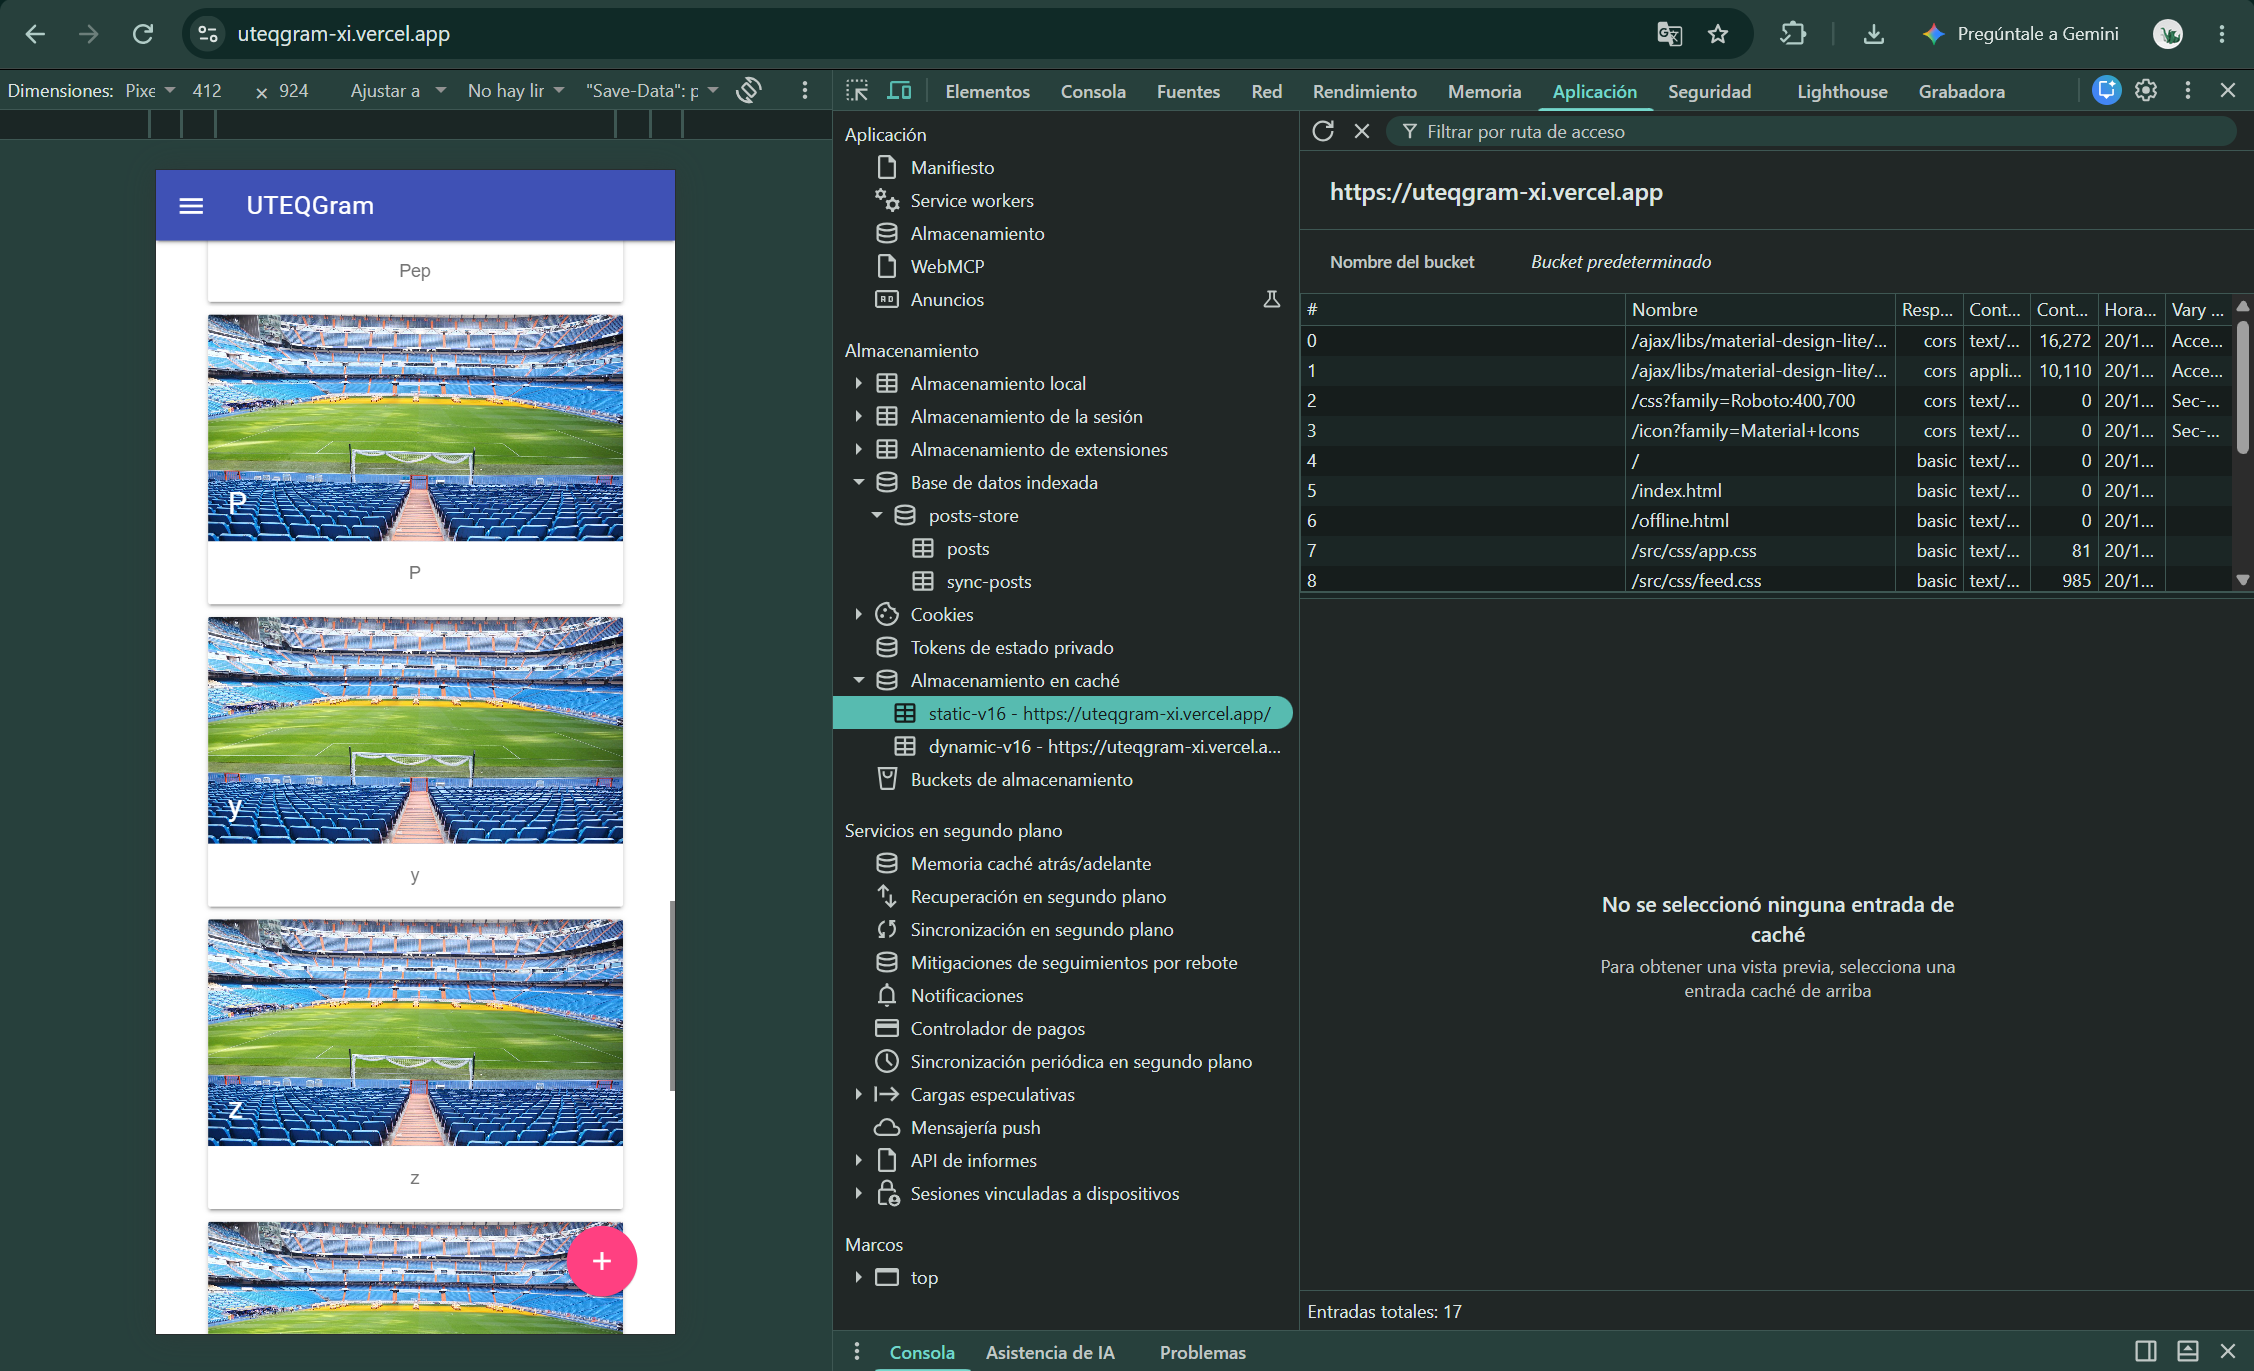 uteqgram-xi.vercel.app
Pregúntale a Gemini
Dimensiones: Pixe 412 × 924 Ajustar a No hay lir "Save-Data": p
Elementos Consola Fuentes Red Rendimiento Memoria Aplicación Seguridad Lighthouse Grabadora
UTEQGram
Pep
P
P
y
y
z
z
+
Aplicación
Manifiesto
Service workers
Almacenamiento
WebMCP
Anuncios
Almacenamiento
Almacenamiento local
Almacenamiento de la sesión
Almacenamiento de extensiones
Base de datos indexada
posts-store
posts
sync-posts
Cookies
Tokens de estado privado
Almacenamiento en caché
static-v16 - https://uteqgram-xi.vercel.app/
dynamic-v16 - https://uteqgram-xi.vercel.a...
Buckets de almacenamiento
Servicios en segundo plano
Memoria caché atrás/adelante
Recuperación en segundo plano
Sincronización en segundo plano
Mitigaciones de seguimientos por rebote
Notificaciones
Controlador de pagos
Sincronización periódica en segundo plano
Cargas especulativas
Mensajería push
API de informes
Sesiones vinculadas a dispositivos
Marcos
top
Filtrar por ruta de acceso
https://uteqgram-xi.vercel.app
Nombre del bucket Bucket predeterminado
# Nombre Resp... Cont... Cont... Hora... Vary ...
0 /ajax/libs/material-design-lite/... cors text/... 16,272 20/1... Acce...
1 /ajax/libs/material-design-lite/... cors appli... 10,110 20/1... Acce...
2 /css?family=Roboto:400,700 cors text/... 0 20/1... Sec-...
3 /icon?family=Material+Icons cors text/... 0 20/1... Sec-...
4 / basic text/... 0 20/1...
5 /index.html basic text/... 0 20/1...
6 /offline.html basic text/... 0 20/1...
7 /src/css/app.css basic text/... 81 20/1...
8 /src/css/feed.css basic text/... 985 20/1...
No se seleccionó ninguna entrada de
caché
Para obtener una vista previa, selecciona una
entrada caché de arriba
Entradas totales: 17
Consola Asistencia de IA Problemas